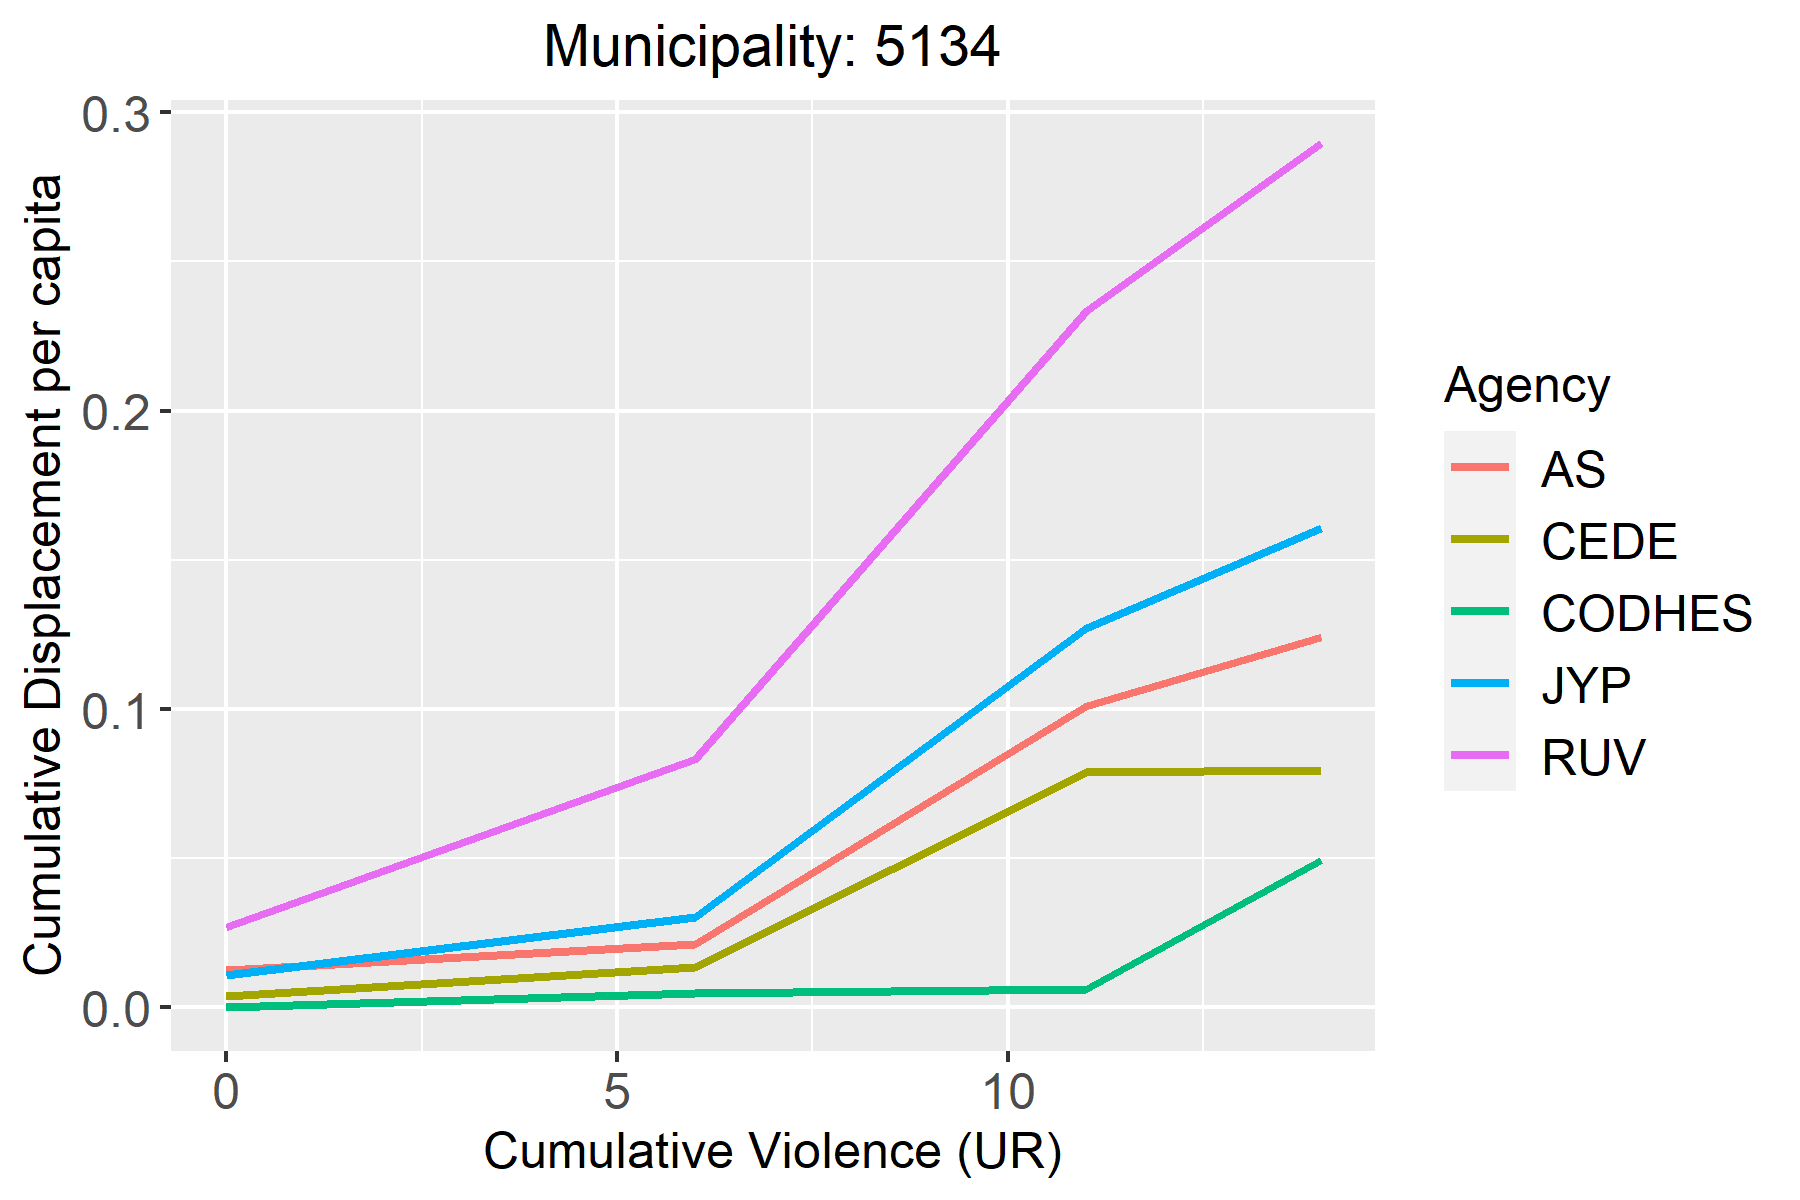 Municipality: 5134
Cumulative Displacement per capita
0.3
0.2
0.1
0.0
0
5
10
Cumulative Violence (UR)
Agency
AS
CEDE
CODHES
JYP
RUV